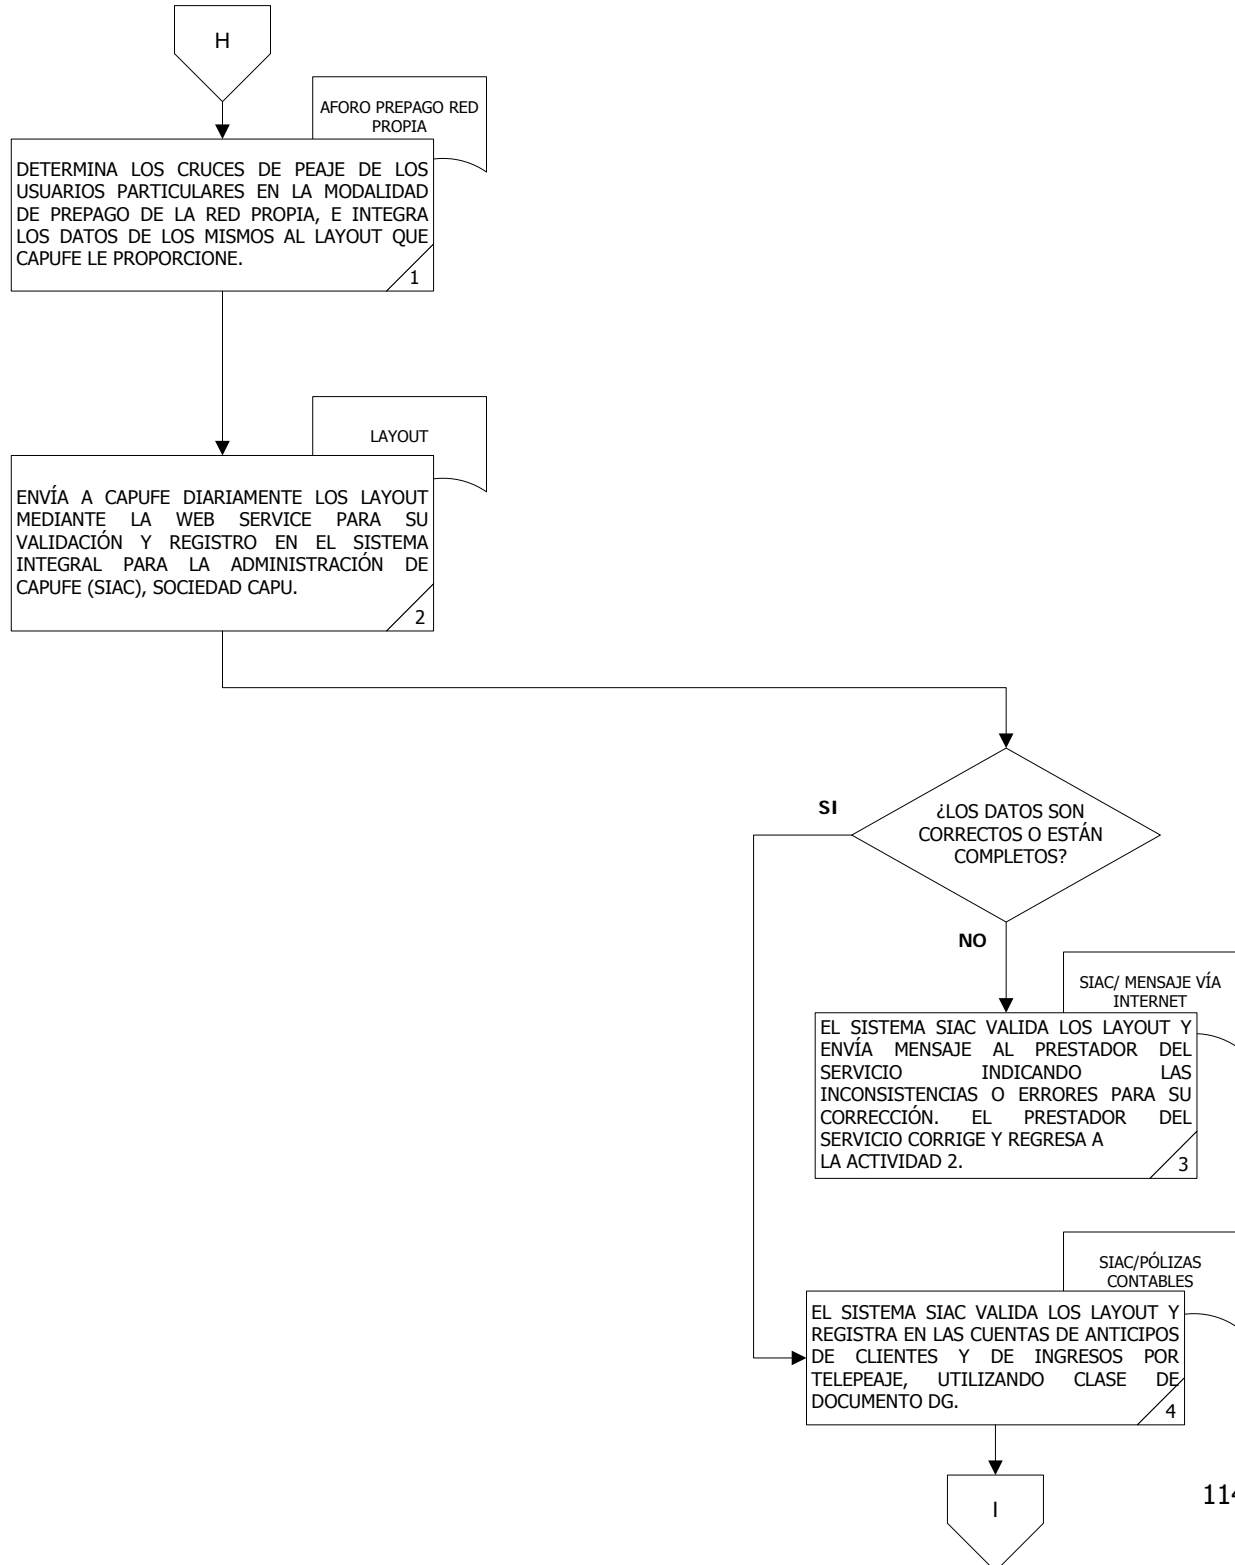 H
AFORO PREPAGO RED
PROPIA
DETERMINA LOS CRUCES DE PEAJE DE LOS
USUARIOS PARTICULARES EN LA MODALIDAD
DE PREPAGO DE LA RED PROPIA, E INTEGRA
LOS DATOS DE LOS MISMOS AL LAYOUT QUE
CAPUFE LE PROPORCIONE.
1
LAYOUT
ENVÍA A CAPUFE DIARIAMENTE LOS LAYOUT
MEDIANTE LA WEB SERVICE PARA SU
VALIDACIÓN Y REGISTRO EN EL SISTEMA
INTEGRAL PARA LA ADMINISTRACIÓN DE
CAPUFE (SIAC), SOCIEDAD CAPU.
2
SI
¿LOS DATOS SON
CORRECTOS O ESTÁN
COMPLETOS?
NO
SIAC/ MENSAJE VÍA
INTERNET
EL SISTEMA SIAC VALIDA LOS LAYOUT Y
ENVÍA MENSAJE AL PRESTADOR DEL
SERVICIO INDICANDO LAS
INCONSISTENCIAS O ERRORES PARA SU
CORRECCIÓN. EL PRESTADOR DEL
SERVICIO CORRIGE Y REGRESA A
LA ACTIVIDAD 2.
3
SIAC/PÓLIZAS
CONTABLES
EL SISTEMA SIAC VALIDA LOS LAYOUT Y
REGISTRA EN LAS CUENTAS DE ANTICIPOS
DE CLIENTES Y DE INGRESOS POR
TELEPEAJE, UTILIZANDO CLASE DE
DOCUMENTO DG.
4
I
114